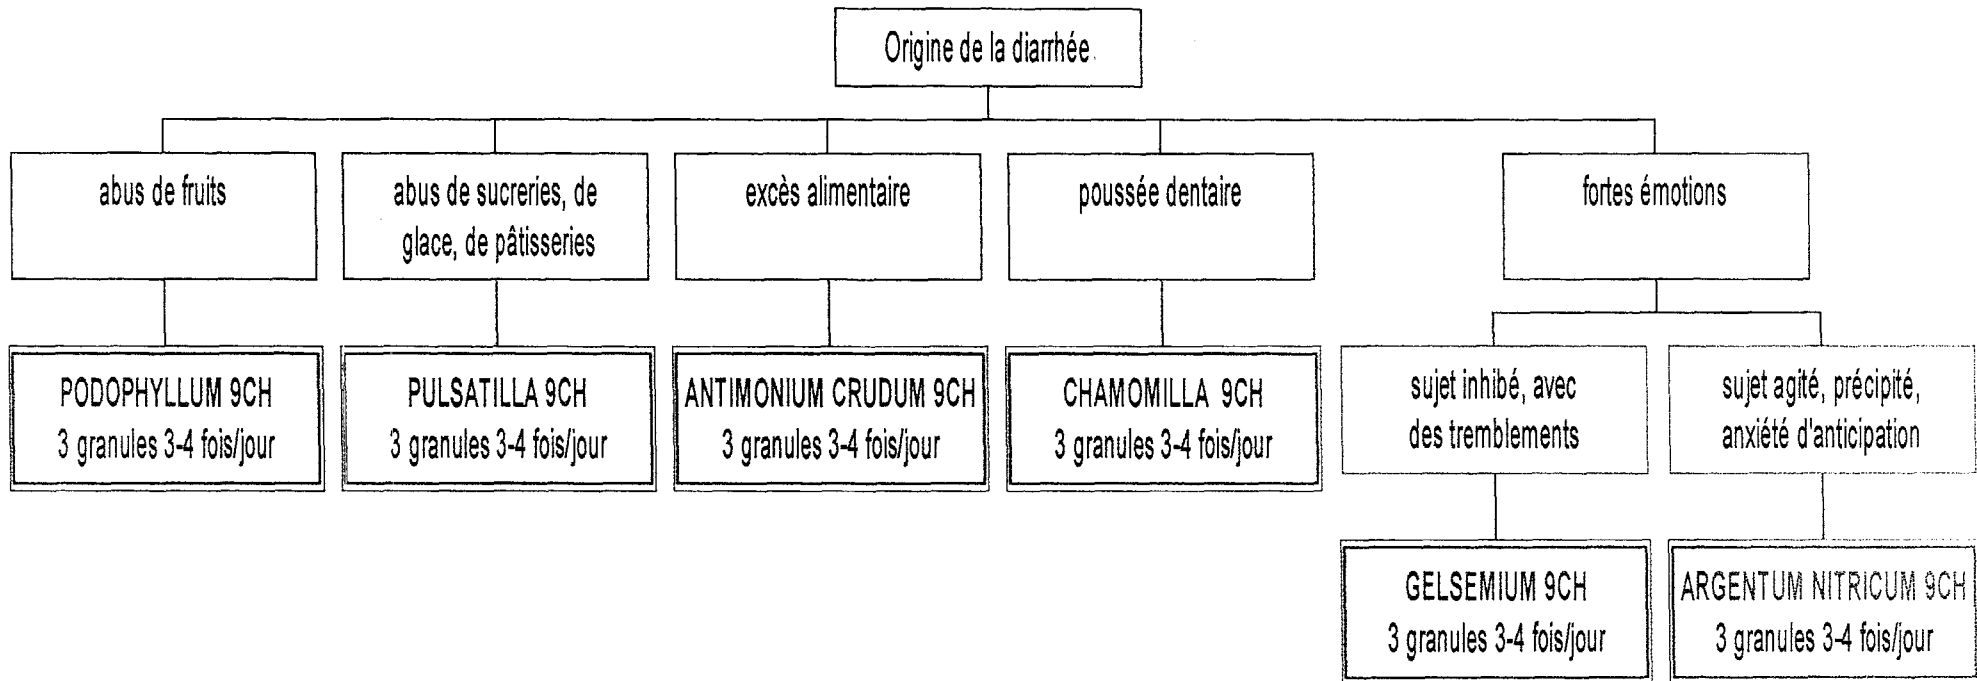 Origine de la diarrhée
abus de fruits
abus de sucreries, de
glace, de pâtisseries
excès alimentaire
poussée dentaire
fortes émotions
PODOPHYLLUM 9CH
3 granules 3-4 fois/jour
PULSATILLA 9CH
3 granules 3-4 fois/jour
ANTIMONIUM CRUDUM 9CH
3 granules 3-4 fois/jour
CHAMOMILLA 9CH
3 granules 3-4 fois/jour
sujet inhibé, avec
des tremblements
sujet agité, précipité,
anxiété d'anticipation
GELSEMIUM 9CH
3 granules 3-4 fois/jour
ARGENTUM NITRICUM 9CH
3 granules 3-4 fois/jour